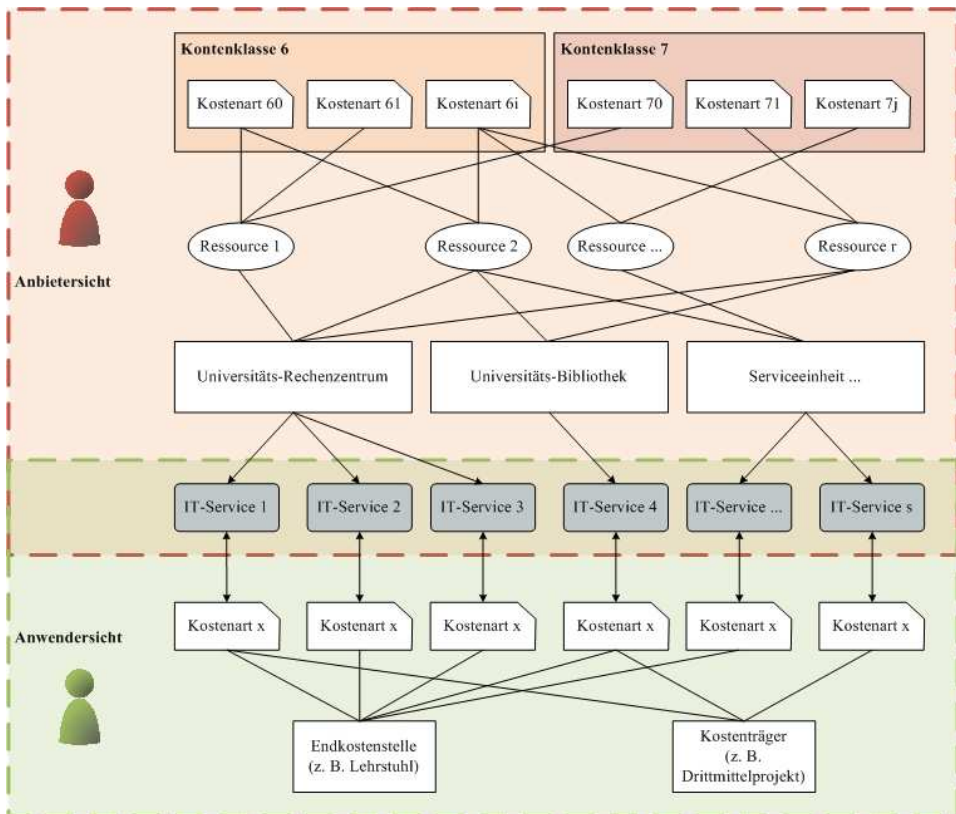 Kontenklasse 6
Kontenklasse 7
Kostenart 60
Kostenart 61
Kostenart 6i
Kostenart 70
Kostenart 71
Kostenart 7j
Ressource 1
Ressource 2
Ressource ...
Ressource r
Anbietersicht
Universitäts-Rechenzentrum
Universitäts-Bibliothek
Serviceeinheit ...
IT-Service 1
IT-Service 2
IT-Service 3
IT-Service 4
IT-Service ...
IT-Service s
Anwendersicht
Kostenart x
Kostenart x
Kostenart x
Kostenart x
Kostenart x
Kostenart x
Endkostenstelle
(z. B. Lehrstuhl)
Kostenträger
(z. B.
Drittmittelprojekt)